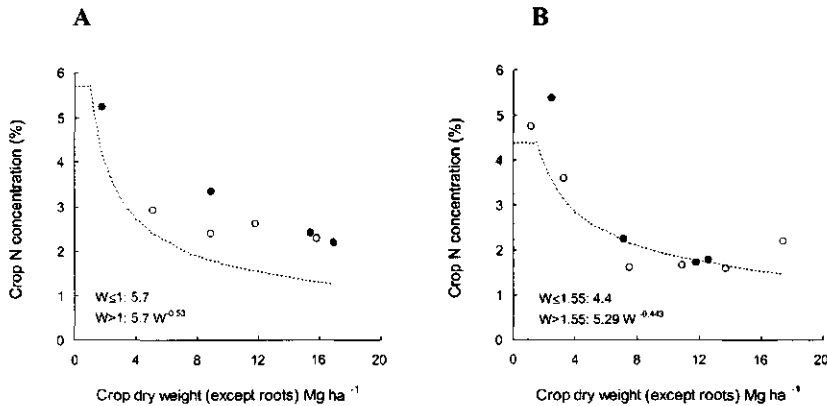 A
B
Crop N concentration (%)
6
5
4
3
2
1
0
W≤1: 5.7
W>1: 5.7 W-0.53
0 4 8 12 16 20
Crop dry weight (except roots) Mg ha -1
Crop N concentration (%)
6
5
4
3
2
1
0
W≤1.55: 4.4
W>1.55: 5.29 W-0.443
0 4 8 12 16 20
Crop dry weight (except roots) Mg ha -1